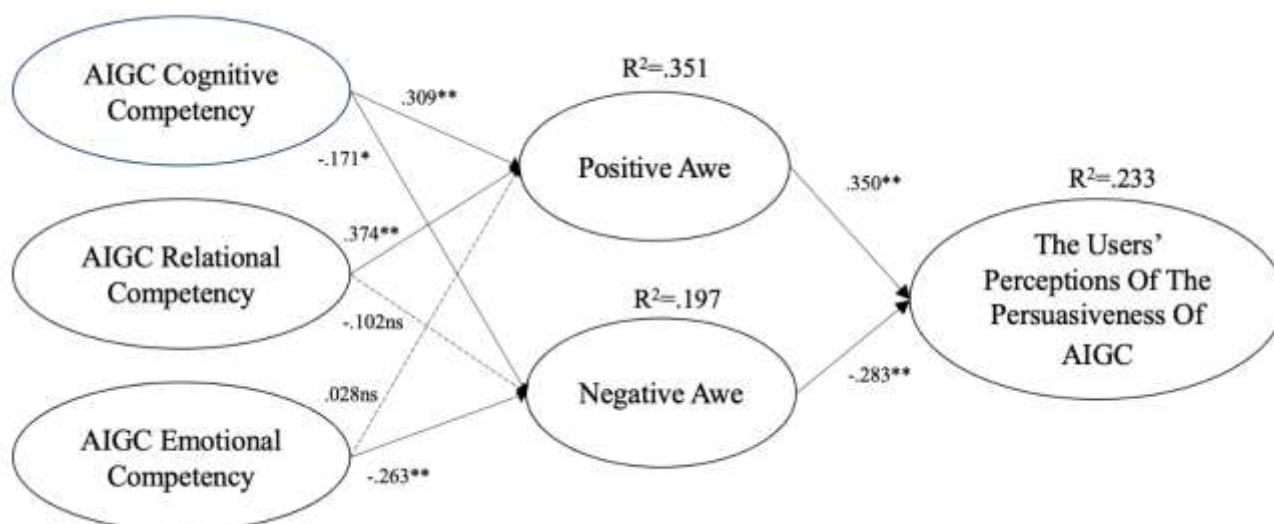 AIGC Cognitive
Competency
.309**
-.171*
R²=.351
Positive Awe
.350**
R²=.233
The Users’
Perceptions Of The
Persuasiveness Of
AIGC
AIGC Relational
Competency
.374**
-.102ns
R²=.197
Negative Awe
-.283**
.028ns
AIGC Emotional
Competency
-.263**